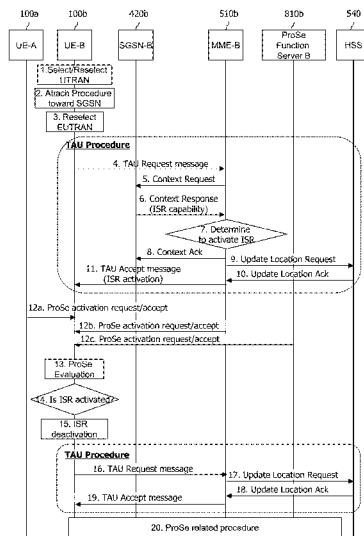 100a 100b 420b 510b 810b 540
UE-A UE-B SGSN-B MME-B ProSe Function Server B HSS
1.Select/Reselect UTRAN
2. Attach Procedure toward SGSN
3. Reselect EUTRAN
TAU Procedure
4. TAU Request message
5. Context Request
6. Context Response
(ISR capability)
7. Determine
to activate ISR
8. Context Ack
9. Update Location Request
10. Update Location Ack
11. TAU Accept message
(ISR activation)
12a. ProSe activation request/accept
12b. ProSe activation request/accept
12c. ProSe activation request/accept
13. ProSe
Evaluation
14. Is ISR activated?
15. ISR
deactivation
TAU Procedure
16. TAU Request message
17. Update Location Request
18. Update Location Ack
19. TAU Accept message
20. ProSe related procedure